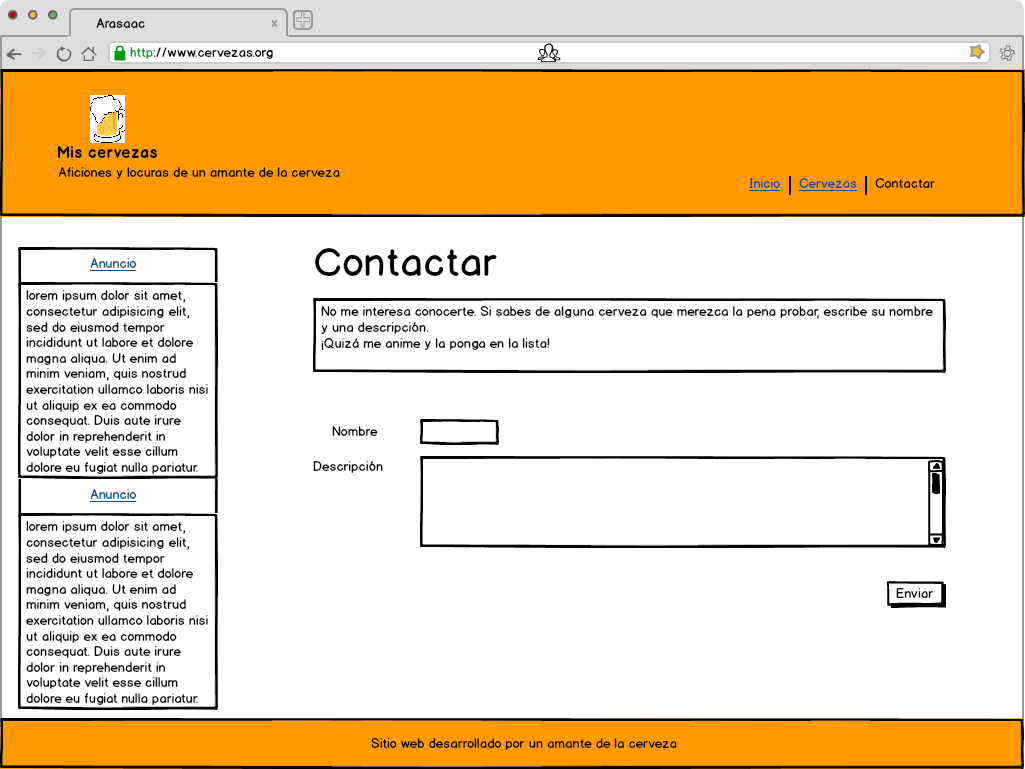 Arasaac
x
http://www.cervezas.org
Mis cervezas
Aficiones y locuras de un amante de la cerveza
Inicio | Cervezas | Contactar
Anuncio
lorem ipsum dolor sit amet,
consectetur adipisicing elit,
sed do eiusmod tempor
incididunt ut labore et dolore
magna aliqua. Ut enim ad
minim veniam, quis nostrud
exercitation ullamco laboris nisi
ut aliquip ex ea commodo
consequat. Duis aute irure
dolor in reprehenderit in
voluptate velit esse cillum
dolore eu fugiat nulla pariatur.
Anuncio
lorem ipsum dolor sit amet,
consectetur adipisicing elit,
sed do eiusmod tempor
incididunt ut labore et dolore
magna aliqua. Ut enim ad
minim veniam, quis nostrud
exercitation ullamco laboris nisi
ut aliquip ex ea commodo
consequat. Duis aute irure
dolor in reprehenderit in
voluptate velit esse cillum
dolore eu fugiat nulla pariatur.
Contactar
No me interesa conocerte. Si sabes de alguna cerveza que merezca la pena probar, escribe su nombre
y una descripción.
¡Quizá me anime y la ponga en la lista!
Nombre
Descripción
Enviar
Sitio web desarrollado por un amante de la cerveza